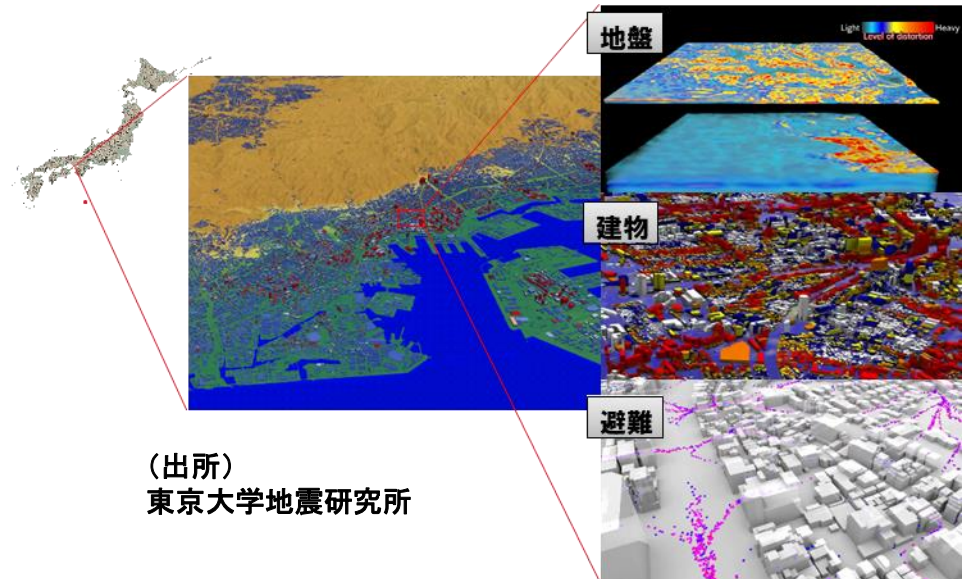 地盤
Light Heavy
Level of distortion
建物
避難
（出所）
東京大学地震研究所